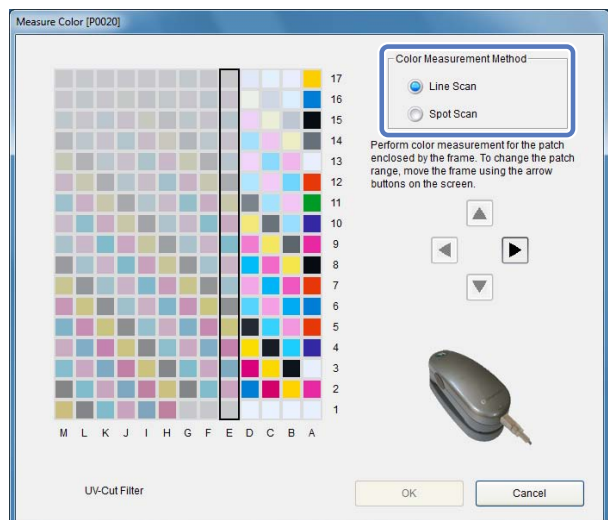 Measure Color [P0020]
Color Measurement Method
Line Scan
Spot Scan
Perform color measurement for the patch
enclosed by the frame. To change the patch
range, move the frame using the arrow
buttons on the screen.
17
16
15
14
13
12
11
10
9
8
7
6
5
4
3
2
1
M L K J I H G F E D C B A
UV-Cut Filter
OK
Cancel